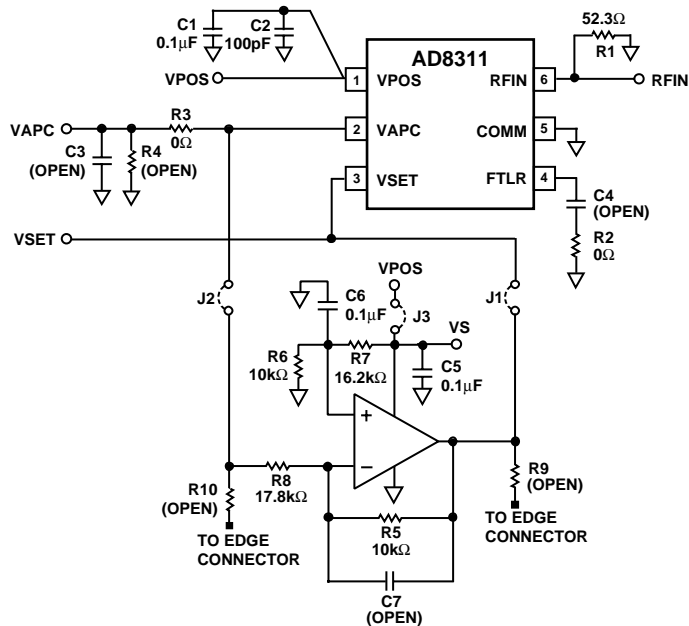 C1
0.1μF
C2
100pF
52.3Ω
R1
AD8311
VPOS
1
VPOS
RFIN
6
RFIN
VAPC
R3
0Ω
2
VAPC
COMM
5
C3
(OPEN)
R4
(OPEN)
3
VSET
FTLR
4
C4
(OPEN)
VSET
R2
0Ω
VPOS
J2
C6
0.1μF
J3
J1
VS
R6
10kΩ
R7
16.2kΩ
C5
0.1μF
+
–
R8
17.8kΩ
R10
(OPEN)
R9
(OPEN)
TO EDGE
CONNECTOR
R5
10kΩ
TO EDGE
CONNECTOR
C7
(OPEN)